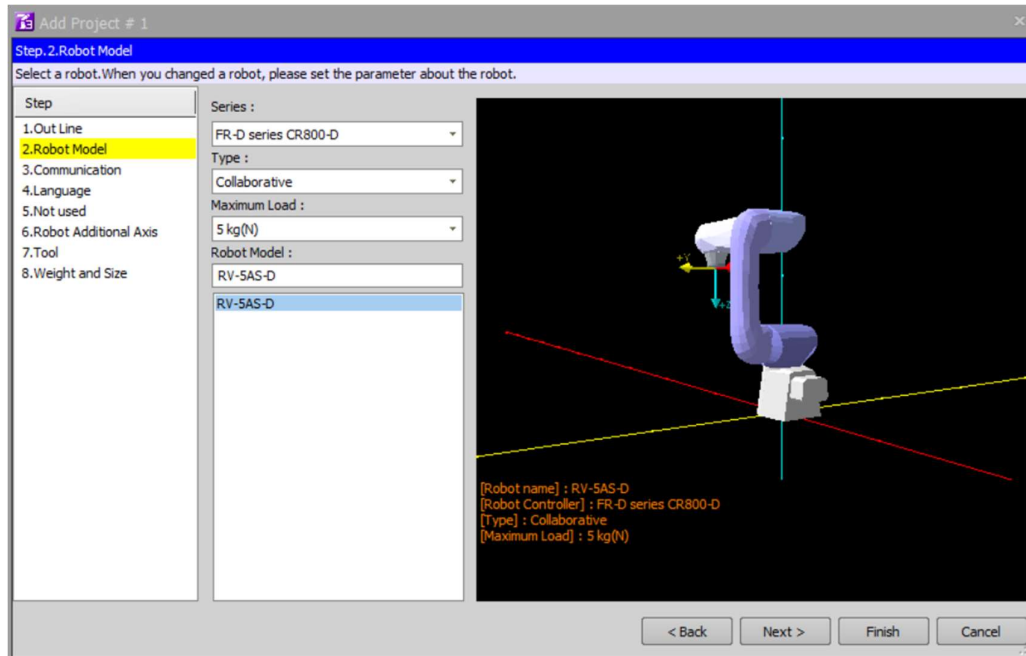 Add Project # 1
Step.2.Robot Model
Select a robot.When you changed a robot, please set the parameter about the robot.
Step
1.Out Line
2.Robot Model
3.Communication
4.Language
5.Not used
6.Robot Additional Axis
7.Tool
8.Weight and Size
Series :
FR-D series CR800-D
Type :
Collaborative
Maximum Load :
5 kg(N)
Robot Model :
RV-5AS-D
RV-5AS-D
+Y
+Z
[Robot name] : RV-5AS-D
[Robot Controller] : FR-D series CR800-D
[Type] : Collaborative
[Maximum Load] : 5 kg(N)
< Back
Next >
Finish
Cancel